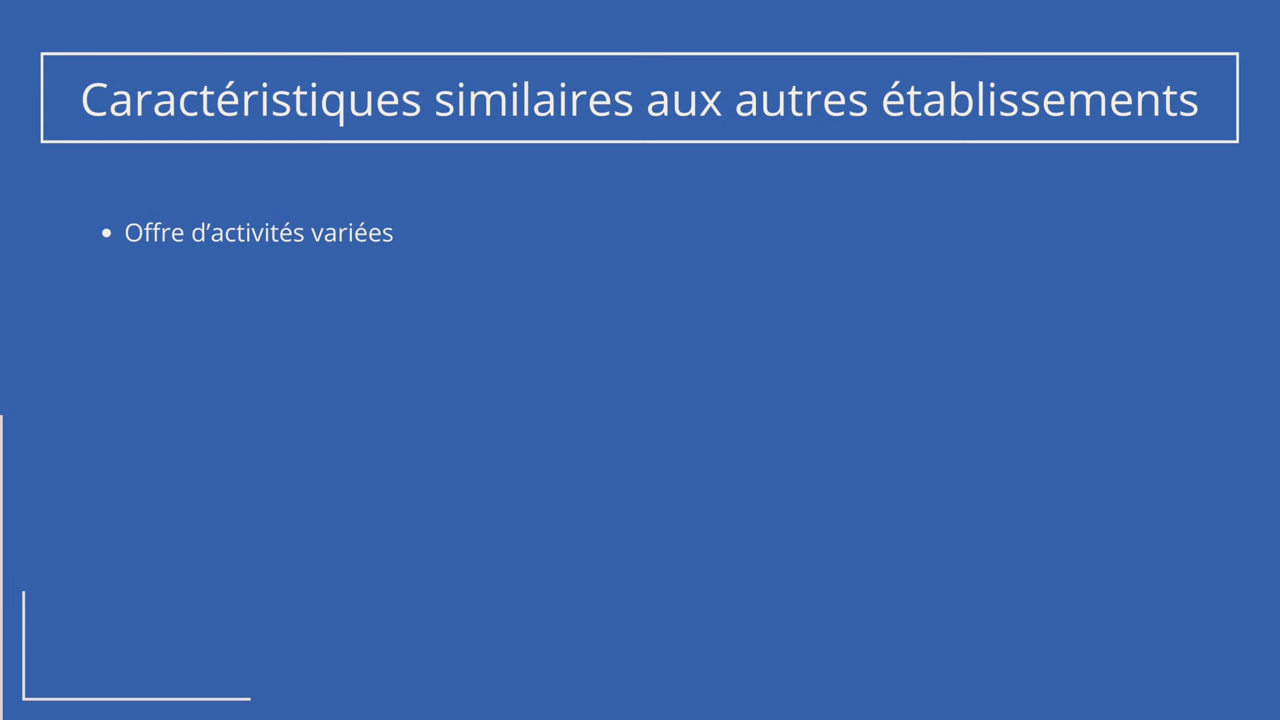 Caractéristiques similaires aux autres établissements
• Offre d’activités variées